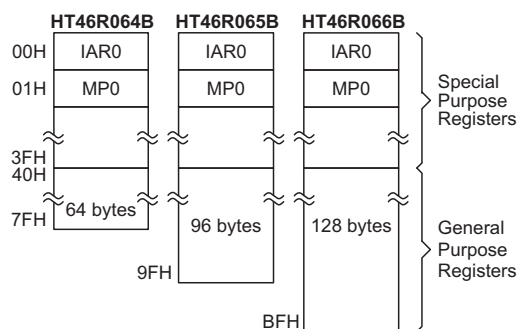 HT46R064B HT46R065B HT46R066B
00H IAR0 IAR0 IAR0
01H MP0 MP0 MP0
Special
Purpose
Registers
3FH
40H
64 bytes 96 bytes 128 bytes
7FH
General
Purpose
Registers
9FH
BFH